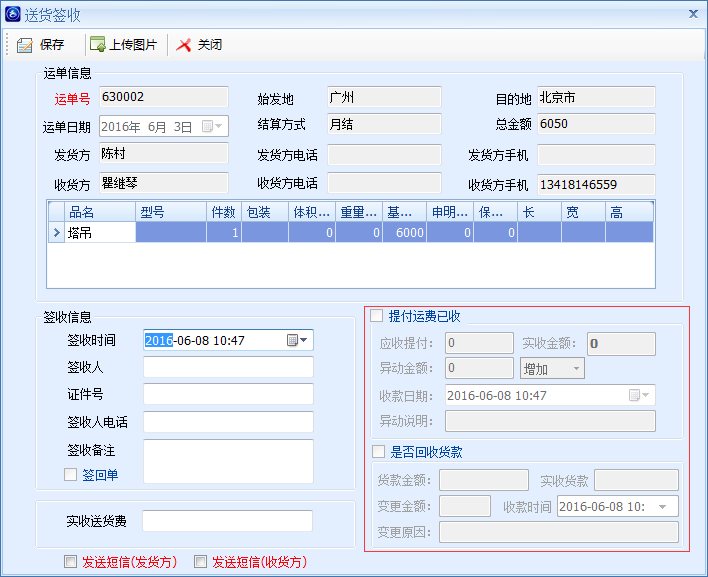 送货签收
保存 上传图片 关闭
运单信息
运单号 630002 始发地 广州 目的地 北京市
运单日期 2016年 6月 3日 结算方式 月结 总金额 6050
发货方 陈村 发货方电话 发货方手机
收货方 瞿继琴 收货方电话 收货方手机 13418146559
品名 型号 件数 包装 体积... 重量... 基... 申明... 保... 长 宽 高
塔吊 1 0 0 6000 0 0
签收信息
签收时间 2016-06-08 10:47
签收人
证件号
签收人电话
签收备注
签回单
实收送货费
发送短信(发货方) 发送短信(收货方)
提付运费已收
应收提付: 0 实收金额: 0
异动金额: 0 增加
收款日期: 2016-06-08 10:47
异动说明:
是否回收货款
货款金额: 实收货款
变更金额: 收款时间 2016-06-08 10:
变更原因: